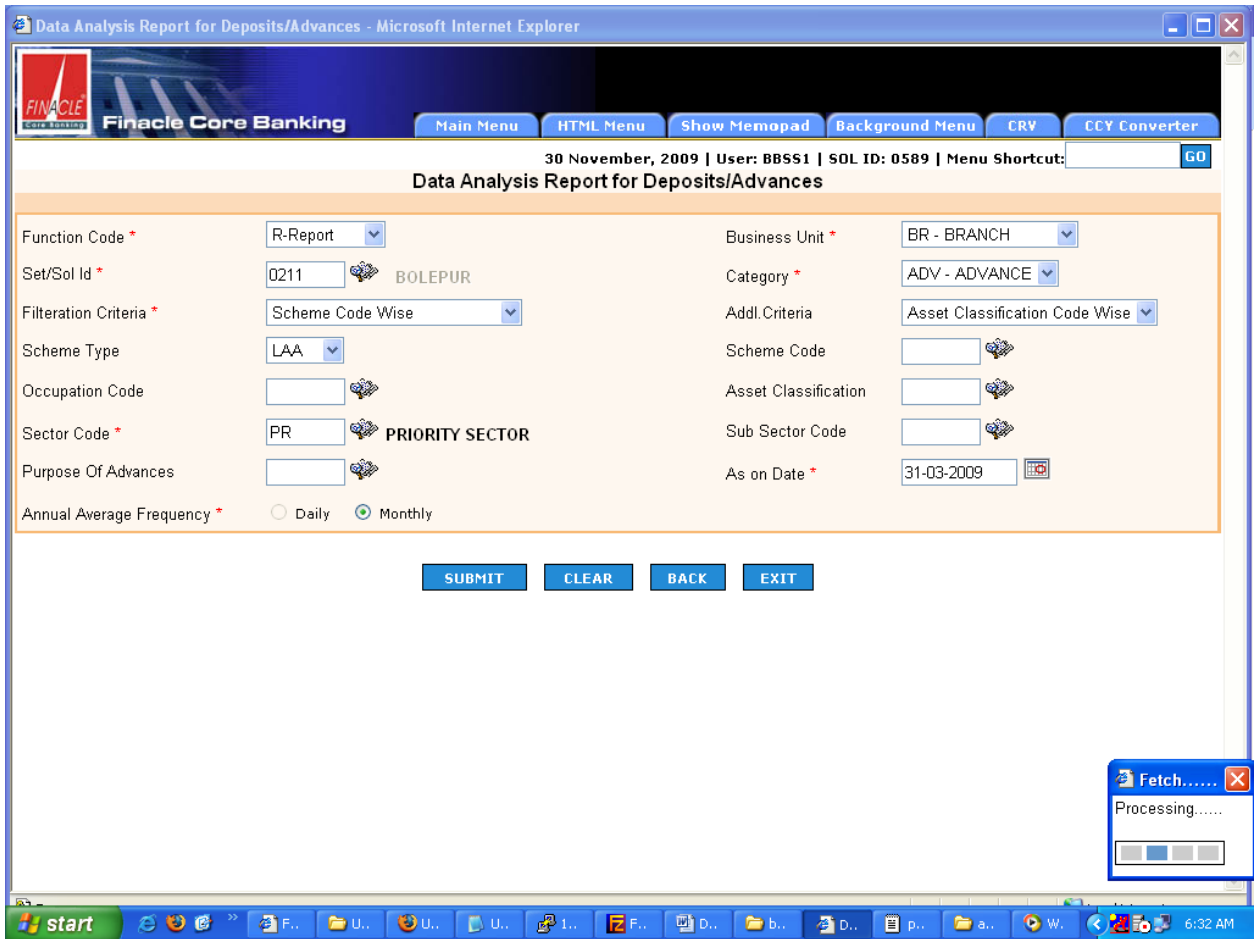 Data Analysis Report for Deposits/Advances - Microsoft Internet Explorer
FINACLE
Core Banking
Finacle Core Banking
Main Menu HTML Menu Show Memopad Background Menu CRV CCY Converter
30 November, 2009 | User: BBSS1 | SOL ID: 0589 | Menu Shortcut: GO
Data Analysis Report for Deposits/Advances
Function Code * R-Report Business Unit * BR - BRANCH
Set/Sol Id * 0211 BOLEPUR Category * ADV - ADVANCE
Filteration Criteria * Scheme Code Wise Addl.Criteria Asset Classification Code Wise
Scheme Type LAA Scheme Code
Occupation Code Asset Classification
Sector Code * PR PRIORITY SECTOR Sub Sector Code
Purpose Of Advances As on Date * 31-03-2009
Annual Average Frequency * Daily Monthly
SUBMIT CLEAR BACK EXIT
Fetch......
Processing......
start F.. U.. U.. U.. 1.. F.. D.. b.. D.. p.. a.. W. 6:32 AM